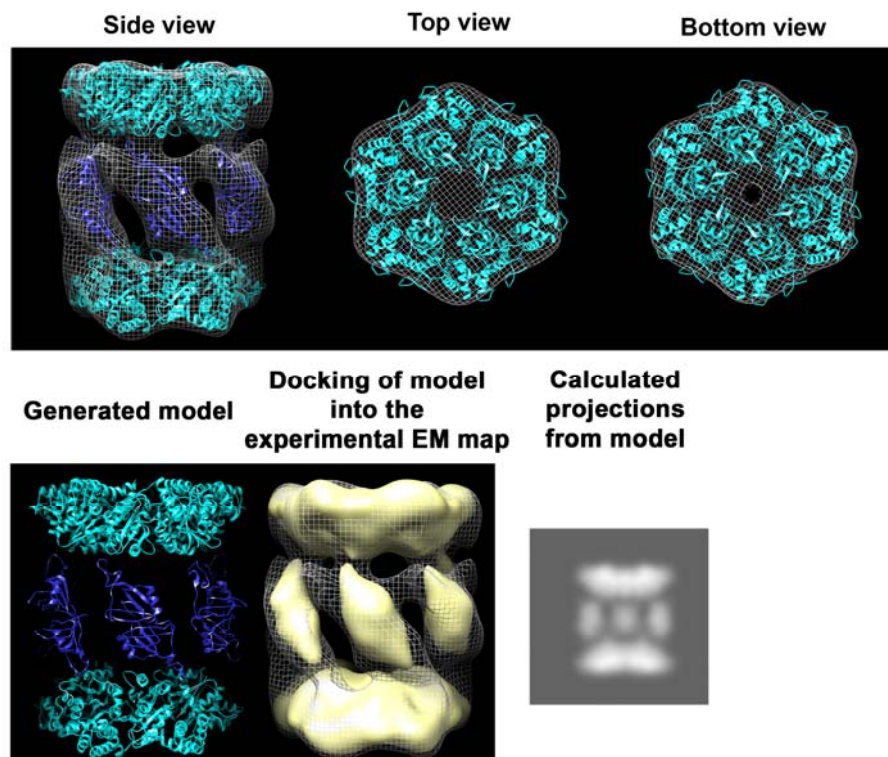 Side view
Top view
Bottom view
Generated model
Docking of model
into the
experimental EM map
Calculated
projections
from model